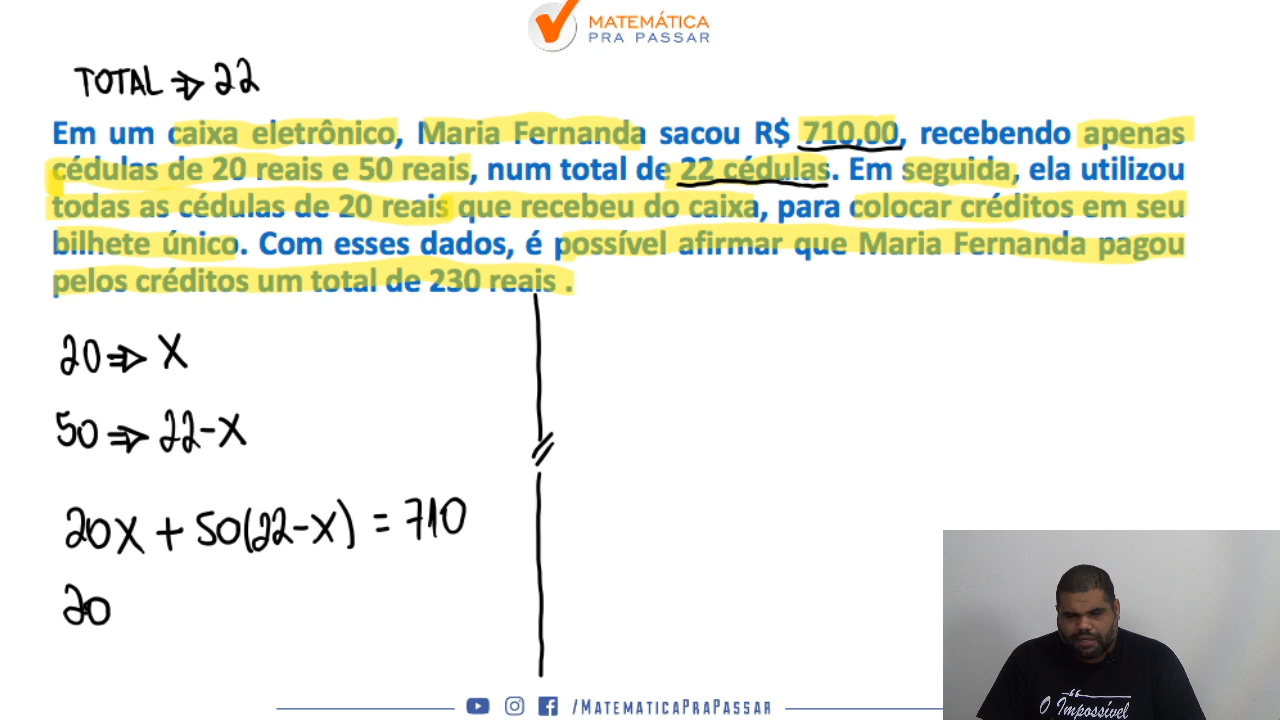 MATEMÁTICA
PRA PASSAR
TOTAL ⇒ 22
Em um caixa eletrônico, Maria Fernanda sacou R$ 710,00, recebendo apenas
cédulas de 20 reais e 50 reais, num total de 22 cédulas. Em seguida, ela utilizou
todas as cédulas de 20 reais que recebeu do caixa, para colocar créditos em seu
bilhete único. Com esses dados, é possível afirmar que Maria Fernanda pagou
pelos créditos um total de 230 reais .
20 ⇒ X
50 ⇒ 22-X
20X + 50(22-X) = 710
20
O Impossível
/MatematicaPraPassar